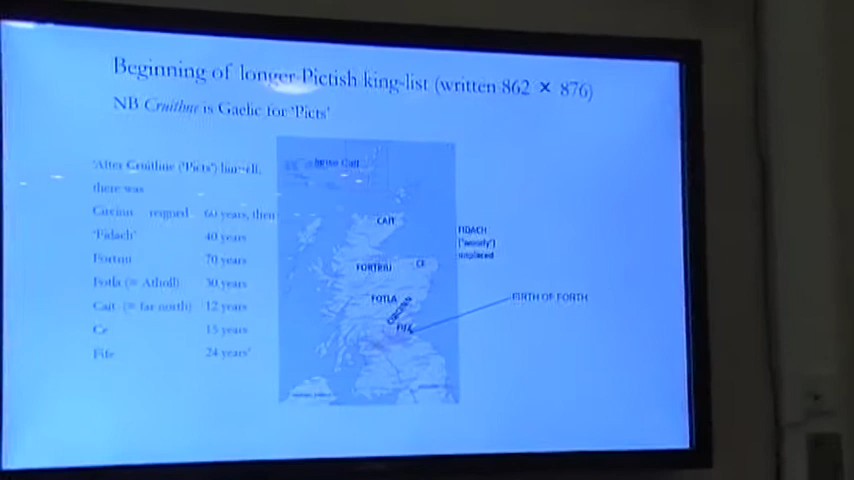 Beginning of longer Pictish king-list (written 862 × 876)
NB Cruithne is Gaelic for 'Picts'
'After Cruithne ('Picts') himself,
there was
Circinn reigned 60 years, then
'Fidach' 40 years
Fortriu 70 years
Fotla (= Atholl) 30 years
Cait (= far north) 12 years
Ce 15 years
Fife 24 years'
CAIT
FORTRIU
CE
FOTLA
CIRCINN
FIFE
FIDACH
('woody')
unplaced
FIRTH OF FORTH